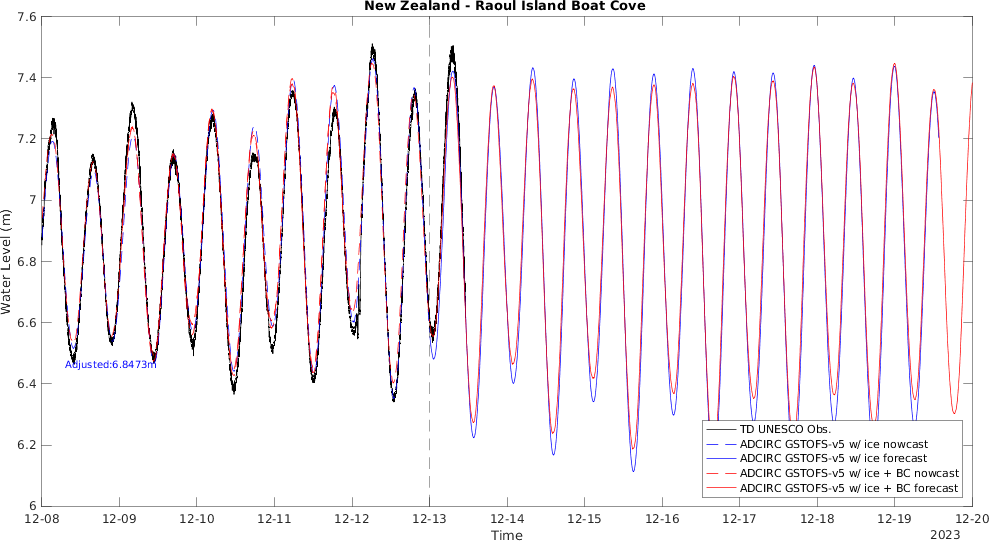 New Zealand - Raoul Island Boat Cove
7.6
7.4
7.2
7
6.8
6.6
6.4
6.2
6
Water Level (m)
Adjusted:6.8473m
TD UNESCO Obs.
ADCIRC GSTOFS-v5 w/ ice nowcast
ADCIRC GSTOFS-v5 w/ ice forecast
ADCIRC GSTOFS-v5 w/ ice + BC nowcast
ADCIRC GSTOFS-v5 w/ ice + BC forecast
12-08 12-09 12-10 12-11 12-12 12-13 12-14 12-15 12-16 12-17 12-18 12-19 12-20
Time
2023